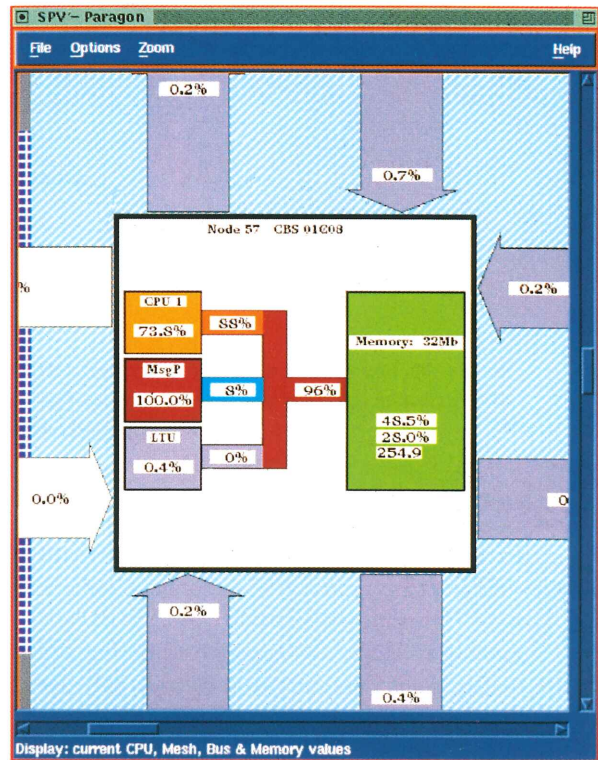 SPV – Paragon
File Options Zoom Help
0.2%
0.7%
Node 57 CBS 01C08
%
0.2%
CPU 1
73.8%
88%
Memory: 32Mb
MsgP
100.0%
8%
96%
LTU
0.4%
0%
48.5%
28.0%
254.9
0.0%
0
0.2%
0.4%
Display: current CPU, Mesh, Bus & Memory values